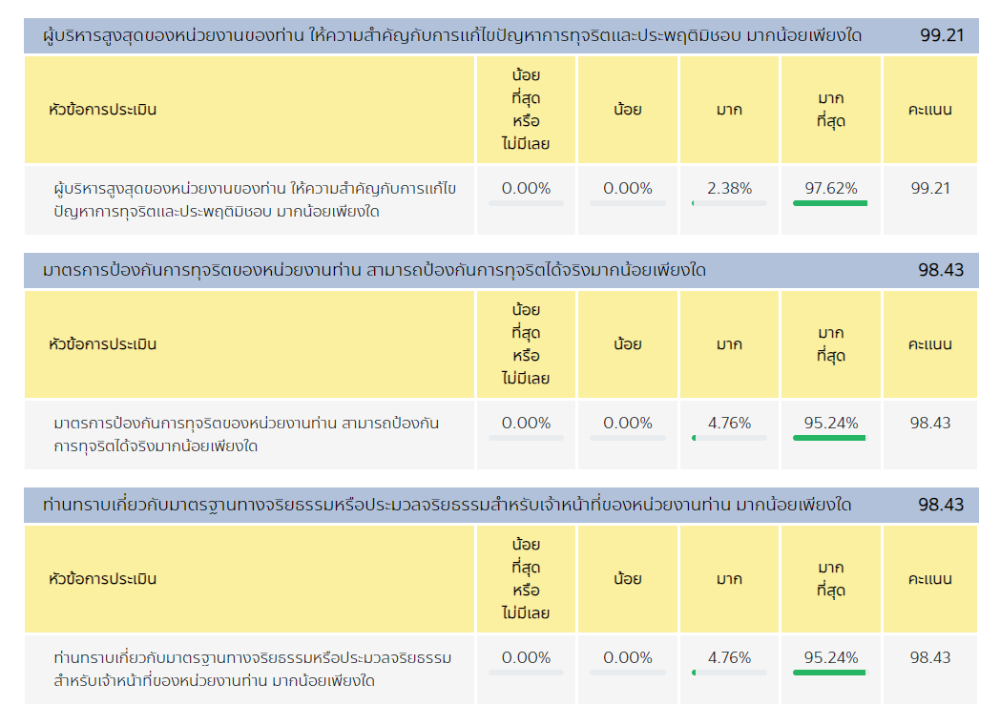 ผู้บริหารสูงสุดของหน่วยงานของท่าน ให้ความสำคัญกับการแก้ไขปัญหาการทุจริตและประพฤติมิชอบ มากน้อยเพียงใด 99.21
หัวข้อการประเมิน
น้อย
ที่สุด
หรือ
ไม่มีเลย
น้อย
มาก
มาก
ที่สุด
คะแนน
ผู้บริหารสูงสุดของหน่วยงานของท่าน ให้ความสำคัญกับการแก้ไข
ปัญหาการทุจริตและประพฤติมิชอบ มากน้อยเพียงใด
0.00% 0.00% 2.38% 97.62% 99.21
มาตรการป้องกันการทุจริตของหน่วยงานท่าน สามารถป้องกันการทุจริตได้จริงมากน้อยเพียงใด 98.43
หัวข้อการประเมิน
น้อย
ที่สุด
หรือ
ไม่มีเลย
น้อย
มาก
มาก
ที่สุด
คะแนน
มาตรการป้องกันการทุจริตของหน่วยงานท่าน สามารถป้องกัน
การทุจริตได้จริงมากน้อยเพียงใด
0.00% 0.00% 4.76% 95.24% 98.43
ท่านทราบเกี่ยวกับมาตรฐานทางจริยธรรมหรือประมวลจริยธรรมสำหรับเจ้าหน้าที่ของหน่วยงานท่าน มากน้อยเพียงใด 98.43
หัวข้อการประเมิน
น้อย
ที่สุด
หรือ
ไม่มีเลย
น้อย
มาก
มาก
ที่สุด
คะแนน
ท่านทราบเกี่ยวกับมาตรฐานทางจริยธรรมหรือประมวลจริยธรรม
สำหรับเจ้าหน้าที่ของหน่วยงานท่าน มากน้อยเพียงใด
0.00% 0.00% 4.76% 95.24% 98.43